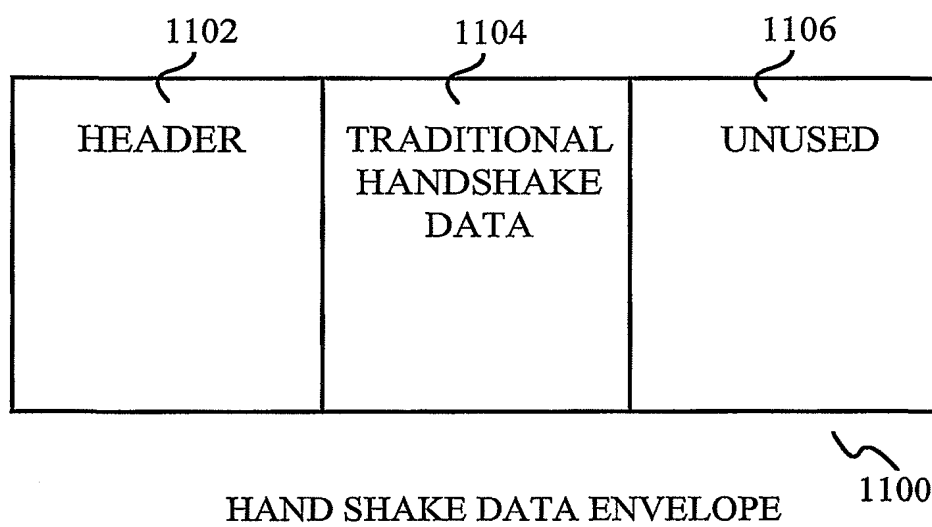 1102 1104 1106
HEADER TRADITIONAL UNUSED
HANDSHAKE
DATA
1100
HAND SHAKE DATA ENVELOPE